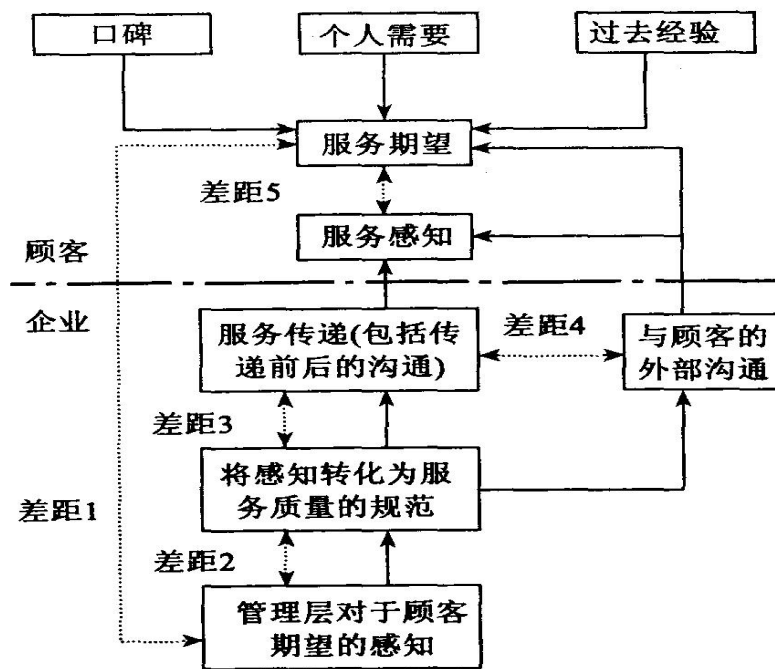 口碑
个人需要
过去经验
服务期望
差距5
服务感知
顾客
企业
服务传递(包括传
递前后的沟通)
差距4
与顾客的
外部沟通
差距3
将感知转化为服
务质量的规范
差距1
差距2
管理层对于顾客
期望的感知